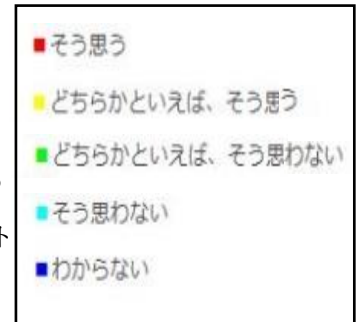 そう思う
どちらかといえば、そう思う
どちらかといえば、そう思わない
そう思わない
ト
わからない